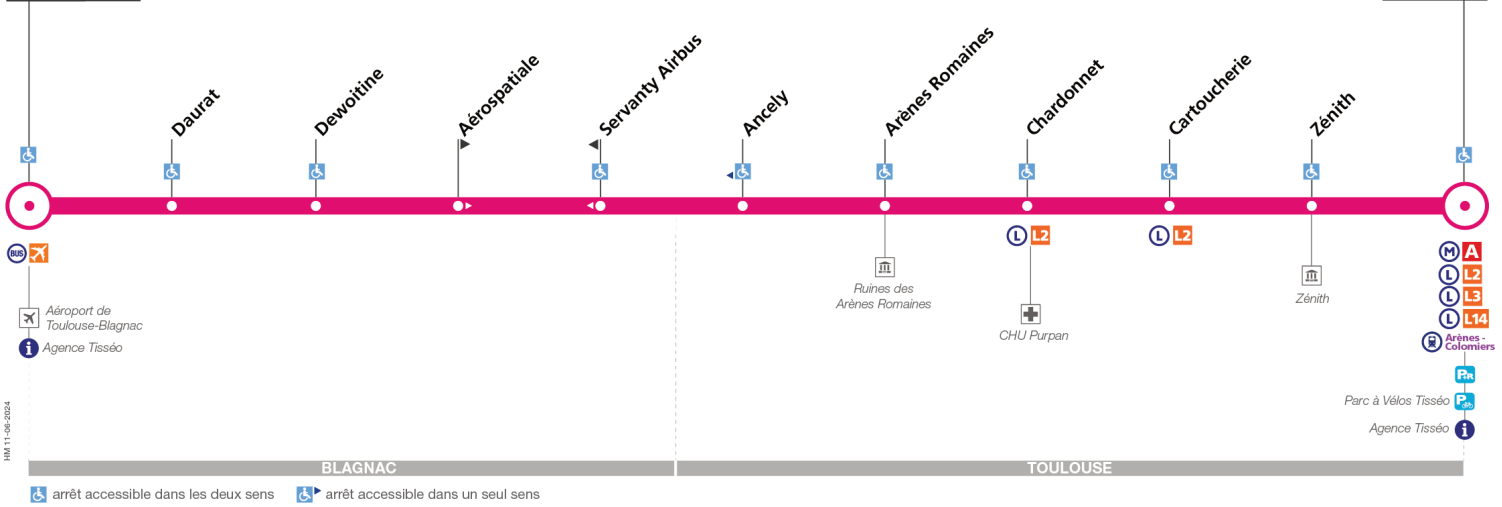 Daurat
Dewoitine
Aérospatiale
Servanty Airbus
Ancely
Arènes Romaines
Chardonnet
Cartoucherie
Zénith
BUS
Aéroport de
Toulouse-Blagnac
i Agence Tisséo
Ruines des
Arènes Romaines
L L2
CHU Purpan
L L2
Zénith
M A
L L2
L L3
L L14
Arènes -
Colomiers
P+R
Parc à Vélos Tisséo P
Agence Tisséo i
HM 11-06-2024
BLAGNAC
TOULOUSE
arrêt accessible dans les deux sens
arrêt accessible dans un seul sens